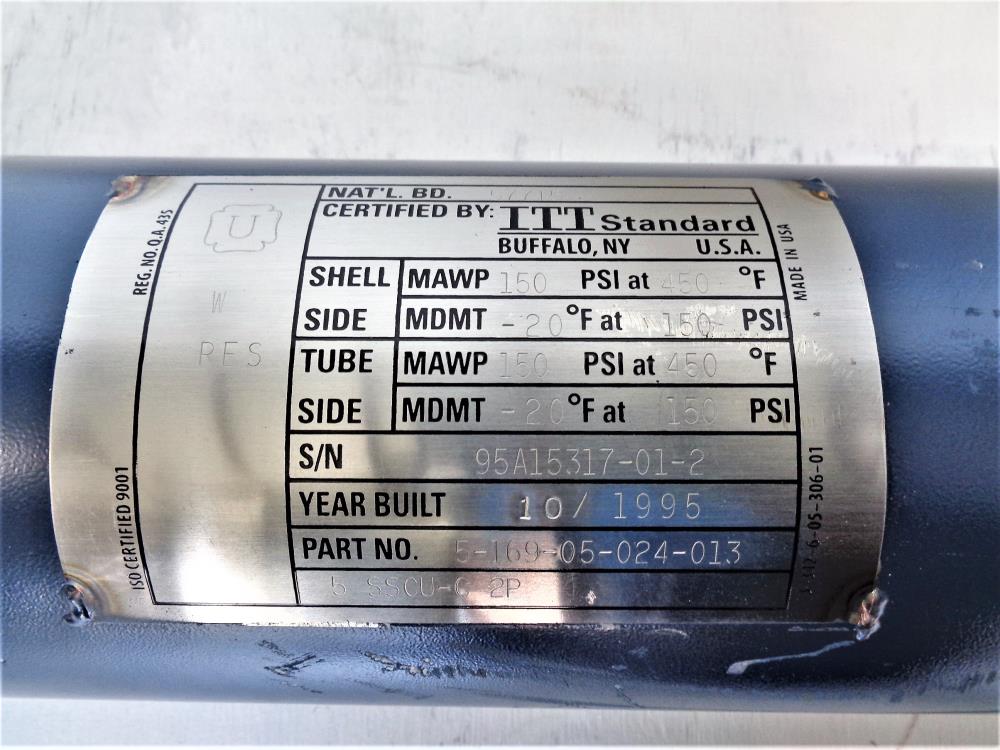 NAT'L. BD.
CERTIFIED BY: ITT Standard
BUFFALO, NY U.S.A.
REG. NO. Q.A. 435
U
W
RES
ISO CERTIFIED 9001
SHELL SIDE
MAWP 150 PSI at 450 °F
MDMT -20 °F at 150 PSI
TUBE SIDE
MAWP 150 PSI at 450 °F
MDMT -20 °F at 150 PSI
S/N 95A15317-01-2
YEAR BUILT 10/1995
PART NO. 5-169-05-024-013
5 SSCU-C 2P
MADE IN USA
6-05-306-01